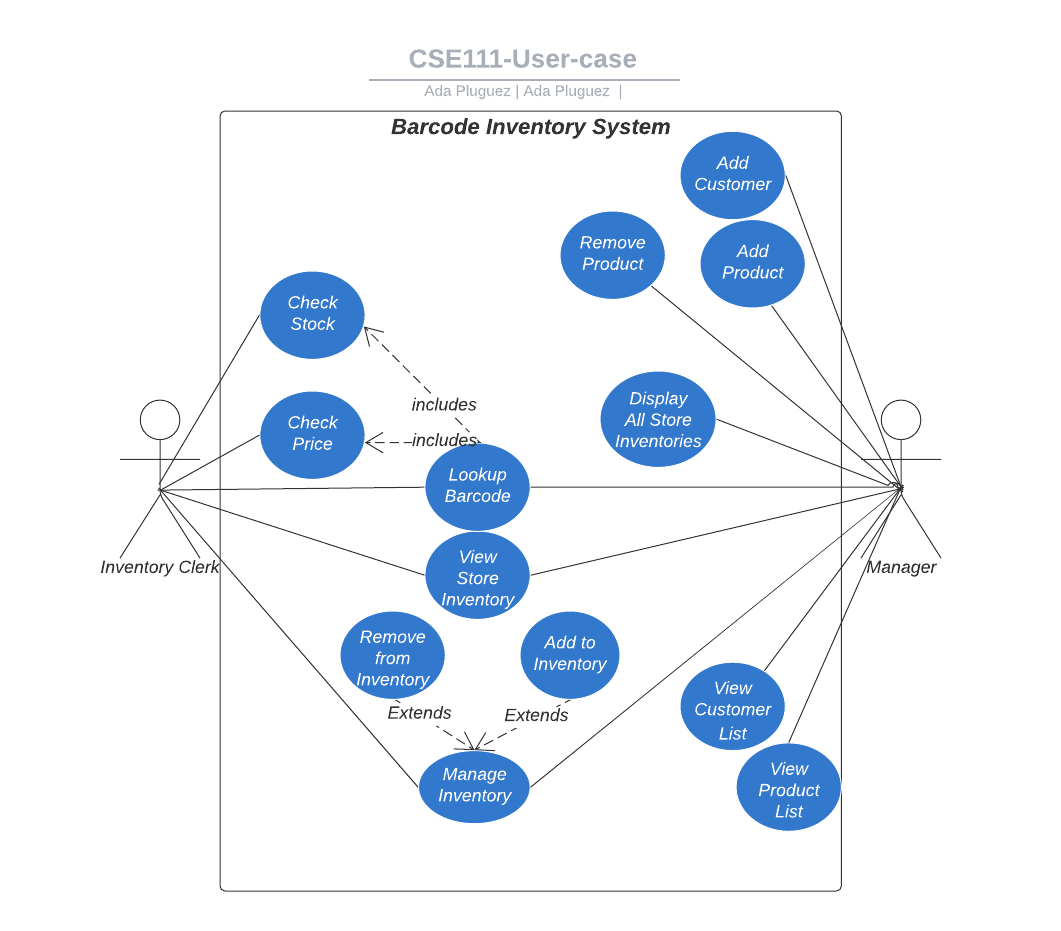 CSE111-User-case
Ada Pluguez | Ada Pluguez |
Barcode Inventory System
Add
Customer
Remove
Product
Add
Product
Check
Stock
Display
All Store
Inventories
includes
Check
Price
includes
Lookup
Barcode
Inventory Clerk
Manager
View
Store
Inventory
Remove
from
Inventory
Add to
Inventory
Extends
Extends
View
Customer
List
Manage
Inventory
View
Product
List